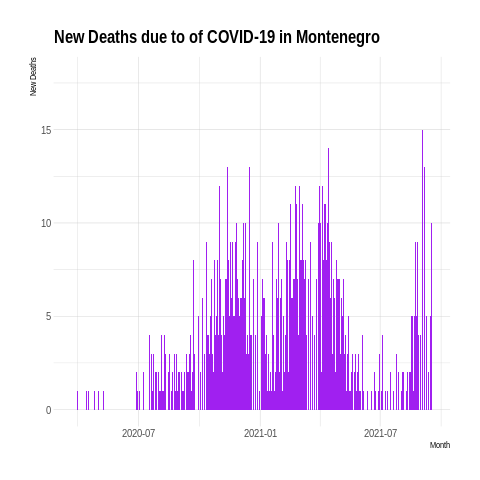 New Deaths due to of COVID-19 in Montenegro
New Deaths
15
10
5
0
2020-07
2021-01
2021-07
Month